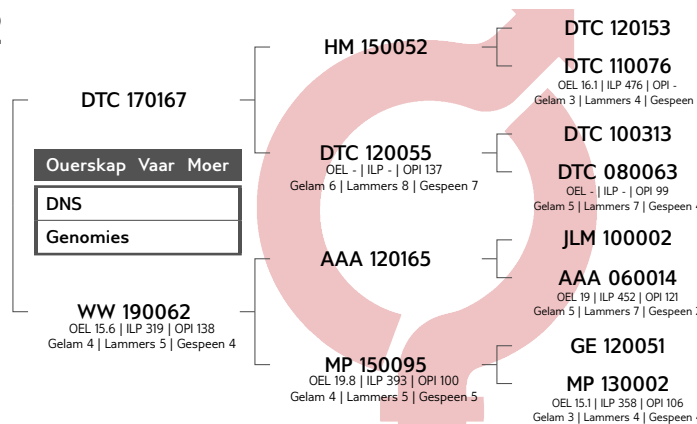 DTC 170167
Ouerskap Vaar Moer
DNS
Genomies
WW 190062
OEL 15.6 | ILP 319 | OPI 138
Gelam 4 | Lammers 5 | Gespeen 4
HM 150052
DTC 120055
OEL - | ILP - | OPI 137
Gelam 6 | Lammers 8 | Gespeen 7
AAA 120165
MP 150095
OEL 19.8 | ILP 393 | OPI 100
Gelam 4 | Lammers 5 | Gespeen 5
DTC 120153
DTC 110076
OEL 16.1 | ILP 476 | OPI -
Gelam 3 | Lammers 4 | Gespeen
DTC 100313
DTC 080063
OEL - | ILP - | OPI 99
Gelam 5 | Lammers 7 | Gespeen
JLM 100002
AAA 060014
OEL 19 | ILP 452 | OPI 121
Gelam 5 | Lammers 7 | Gespeen
GE 120051
MP 130002
OEL 15.1 | ILP 358 | OPI 106
Gelam 3 | Lammers 4 | Gespeen